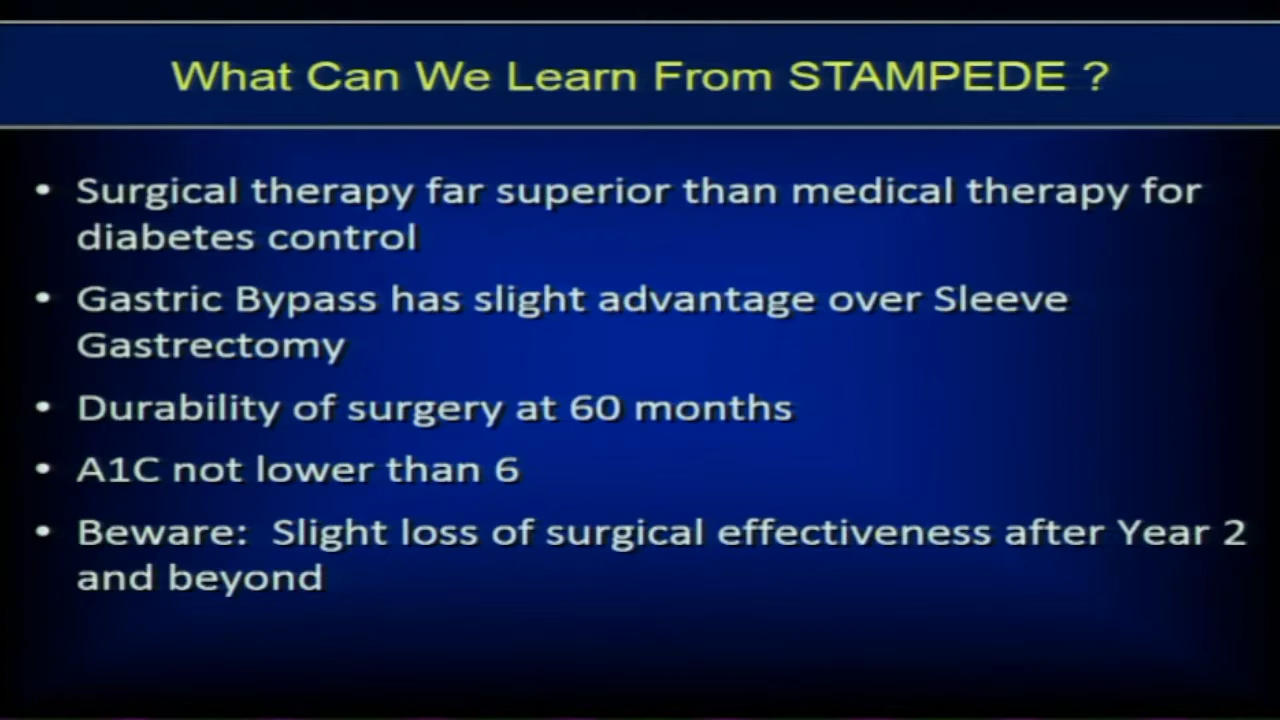 What Can We Learn From STAMPEDE ?
• Surgical therapy far superior than medical therapy for
diabetes control
• Gastric Bypass has slight advantage over Sleeve
Gastrectomy
• Durability of surgery at 60 months
• A1C not lower than 6
• Beware:  Slight loss of surgical effectiveness after Year 2
and beyond